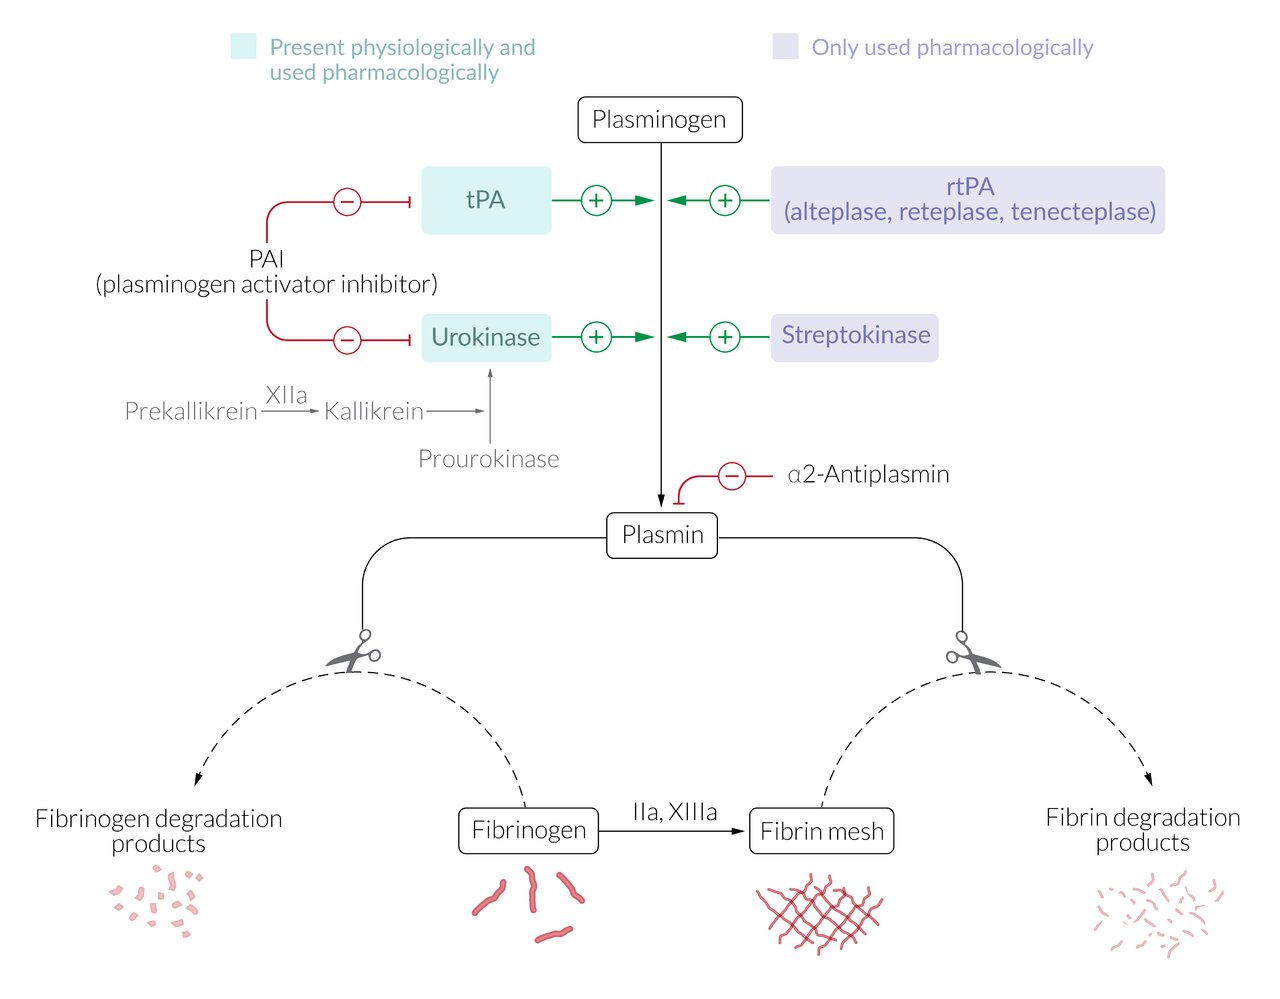 Present physiologically and
used pharmacologically
Only used pharmacologically
Plasminogen
tPA
rtPA
(alteplase, reteplase, tenecteplase)
PAI
(plasminogen activator inhibitor)
Urokinase
Streptokinase
XIIa
Prekallikrein
Kallikrein
Prourokinase
α2-Antiplasmin
Plasmin
Fibrinogen degradation
products
Fibrinogen
IIa, XIIIa
Fibrin mesh
Fibrin degradation
products